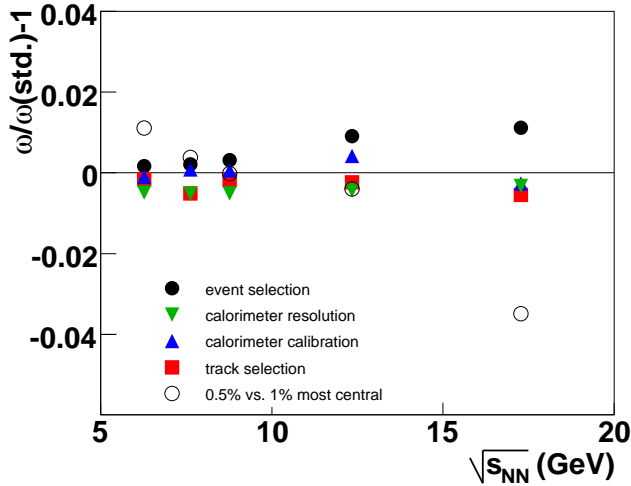 ω/ω(std.)-1
0.04
0.02
0
-0.02
-0.04
event selection
calorimeter resolution
calorimeter calibration
track selection
0.5% vs. 1% most central
5 10 15 20
√sNN (GeV)